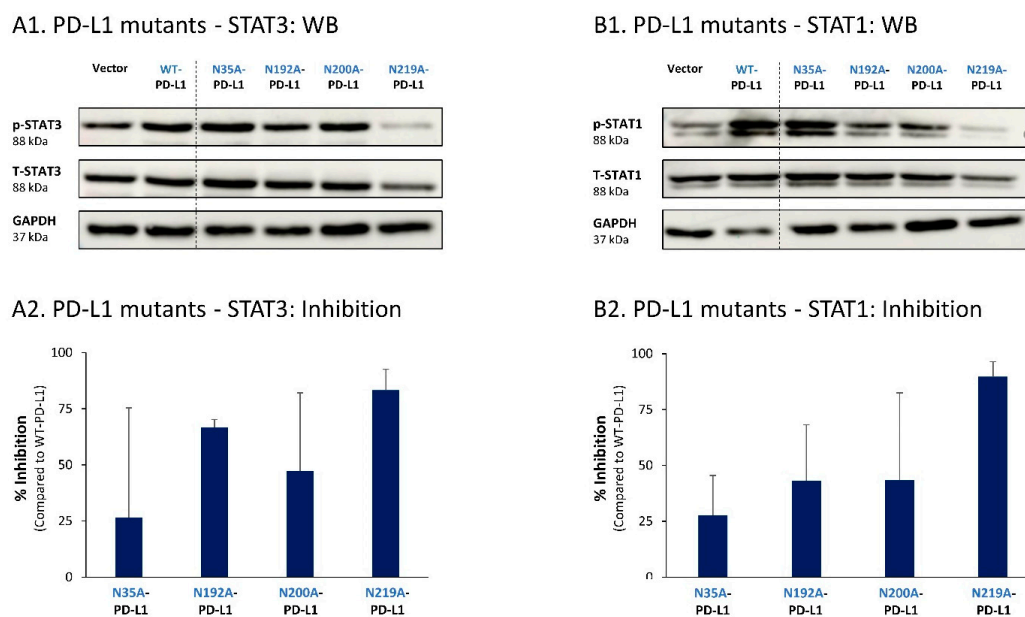 A1. PD-L1 mutants - STAT3: WB
Vector WT- N35A- N192A- N200A- N219A-
PD-L1 PD-L1 PD-L1 PD-L1 PD-L1
p-STAT3
88 kDa
T-STAT3
88 kDa
GAPDH
37 kDa
B1. PD-L1 mutants - STAT1: WB
Vector WT- N35A- N192A- N200A- N219A-
PD-L1 PD-L1 PD-L1 PD-L1 PD-L1
p-STAT1
88 kDa
T-STAT1
88 kDa
GAPDH
37 kDa
A2. PD-L1 mutants - STAT3: Inhibition
% Inhibition
(Compared to WT-PD-L1)
100
75
50
25
0
N35A- N192A- N200A- N219A-
PD-L1 PD-L1 PD-L1 PD-L1
B2. PD-L1 mutants - STAT1: Inhibition
% Inhibition
(Compared to WT-PD-L1)
100
75
50
25
0
N35A- N192A- N200A- N219A-
PD-L1 PD-L1 PD-L1 PD-L1